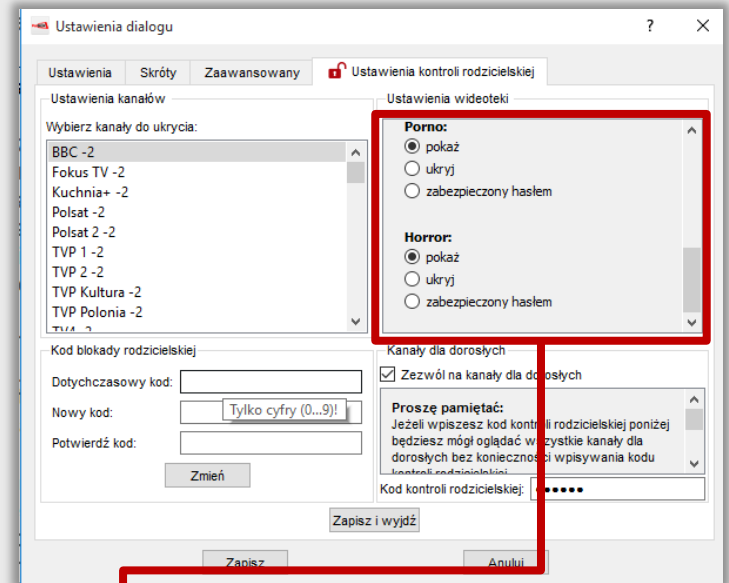 Ustawienia dialogu
Ustawienia
Skróty
Zaawansowany
Ustawienia kontroli rodzicielskiej
Ustawienia kanałów
Wybierz kanały do ukrycia:
BBC -2
Fokus TV -2
Kuchnia+ -2
Polsat -2
Polsat 2 -2
TVP 1 -2
TVP 2 -2
TVP Kultura -2
TVP Polonia -2
TV4 -2
Ustawienia wideoteki
Porno:
pokaż
ukryj
zabezpieczony hasłem
Horror:
pokaż
ukryj
zabezpieczony hasłem
Kod blokady rodzicielskiej
Dotychczasowy kod:
Nowy kod:
Tylko cyfry (0...9)!
Potwierdź kod:
Zmień
Kanały dla dorosłych
Zezwól na kanały dla dorosłych
Proszę pamiętać:
Jeżeli wpiszesz kod kontroli rodzicielskiej poniżej
będziesz mógł oglądać wszystkie kanały dla
dorosłych bez konieczności wpisywania kodu
kontroli rodzicielskiej
Kod kontroli rodzicielskiej:
Zapisz i wyjdź
Zapisz
Anuluj